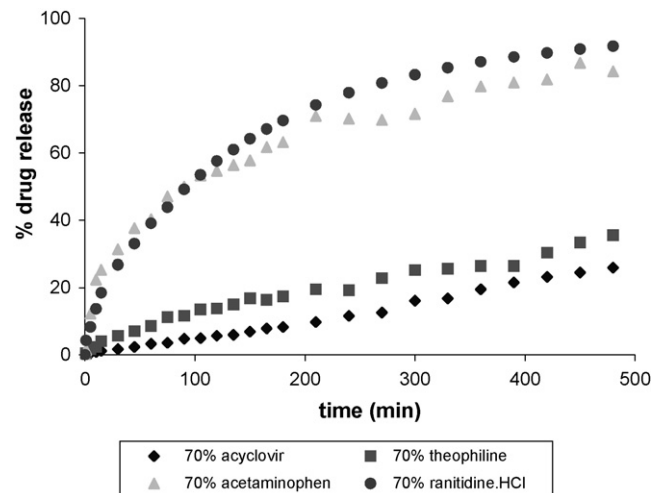 100
80
60
40
20
0
% drug release
0 100 200 300 400 500
time (min)
70% acyclovir 70% theophiline
70% acetaminophen 70% ranitidine.HCl